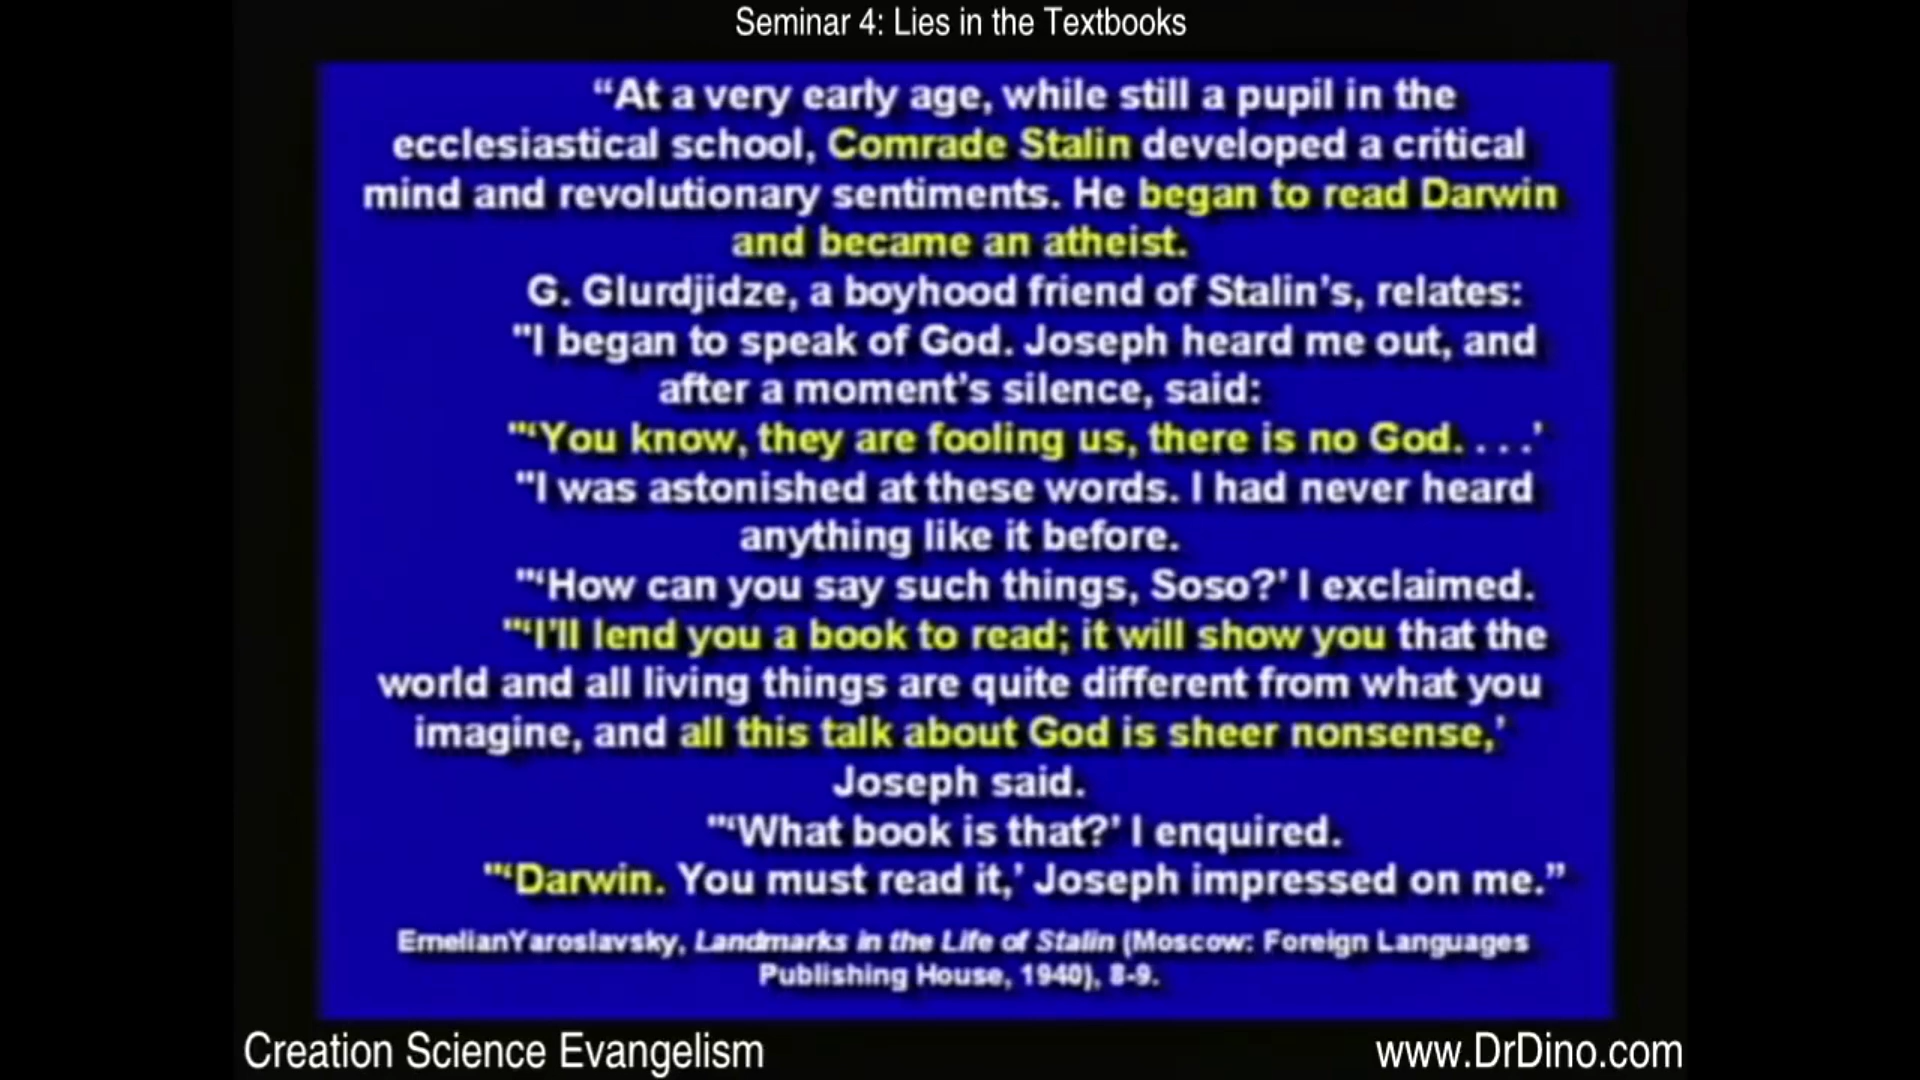 Seminar 4: Lies in the Textbooks
“At a very early age, while still a pupil in the
ecclesiastical school, Comrade Stalin developed a critical
mind and revolutionary sentiments. He began to read Darwin
and became an atheist.
G. Glurdjidze, a boyhood friend of Stalin’s, relates:
"I began to speak of God. Joseph heard me out, and
after a moment’s silence, said:
"‘You know, they are fooling us, there is no God. . . .’
"I was astonished at these words. I had never heard
anything like it before.
"‘How can you say such things, Soso?’ I exclaimed.
"‘I’ll lend you a book to read; it will show you that the
world and all living things are quite different from what you
imagine, and all this talk about God is sheer nonsense,’
Joseph said.
"‘What book is that?’ I enquired.
"‘Darwin. You must read it,’ Joseph impressed on me.”
EmelianYaroslavsky, Landmarks in the Life of Stalin (Moscow: Foreign Languages
Publishing House, 1940), 8-9.
Creation Science Evangelism
www.DrDino.com